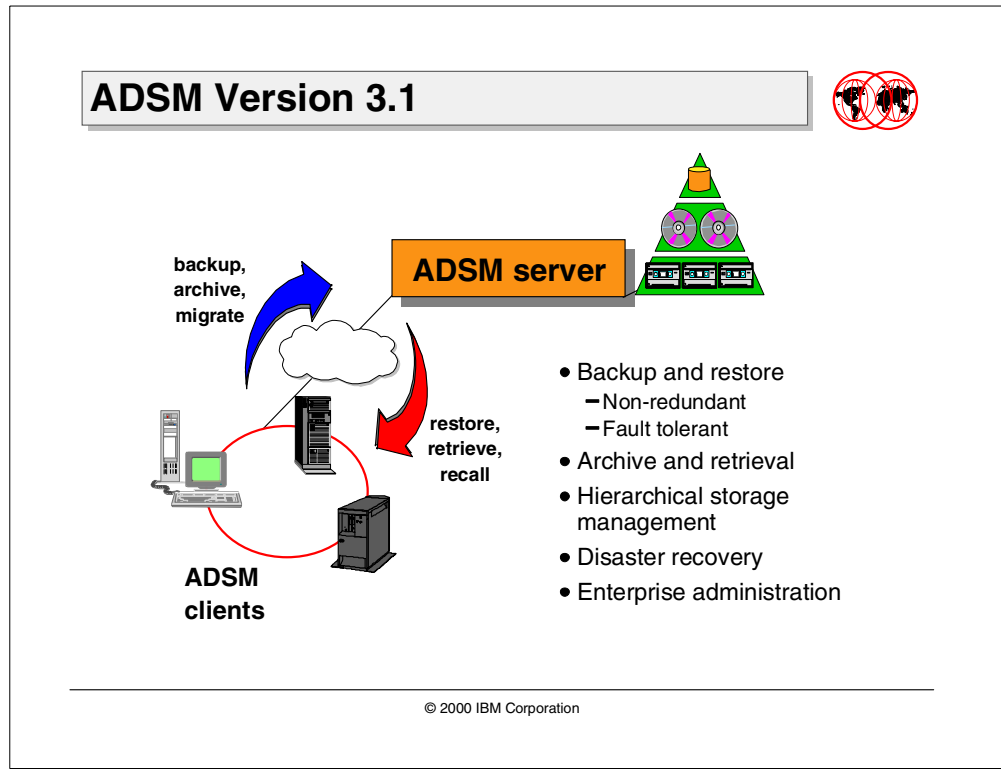 ADSM Version 3.1
backup,
archive,
migrate
ADSM server
restore,
retrieve,
recall
ADSM
clients
• Backup and restore
– Non-redundant
– Fault tolerant
• Archive and retrieval
• Hierarchical storage
management
• Disaster recovery
• Enterprise administration
© 2000 IBM Corporation